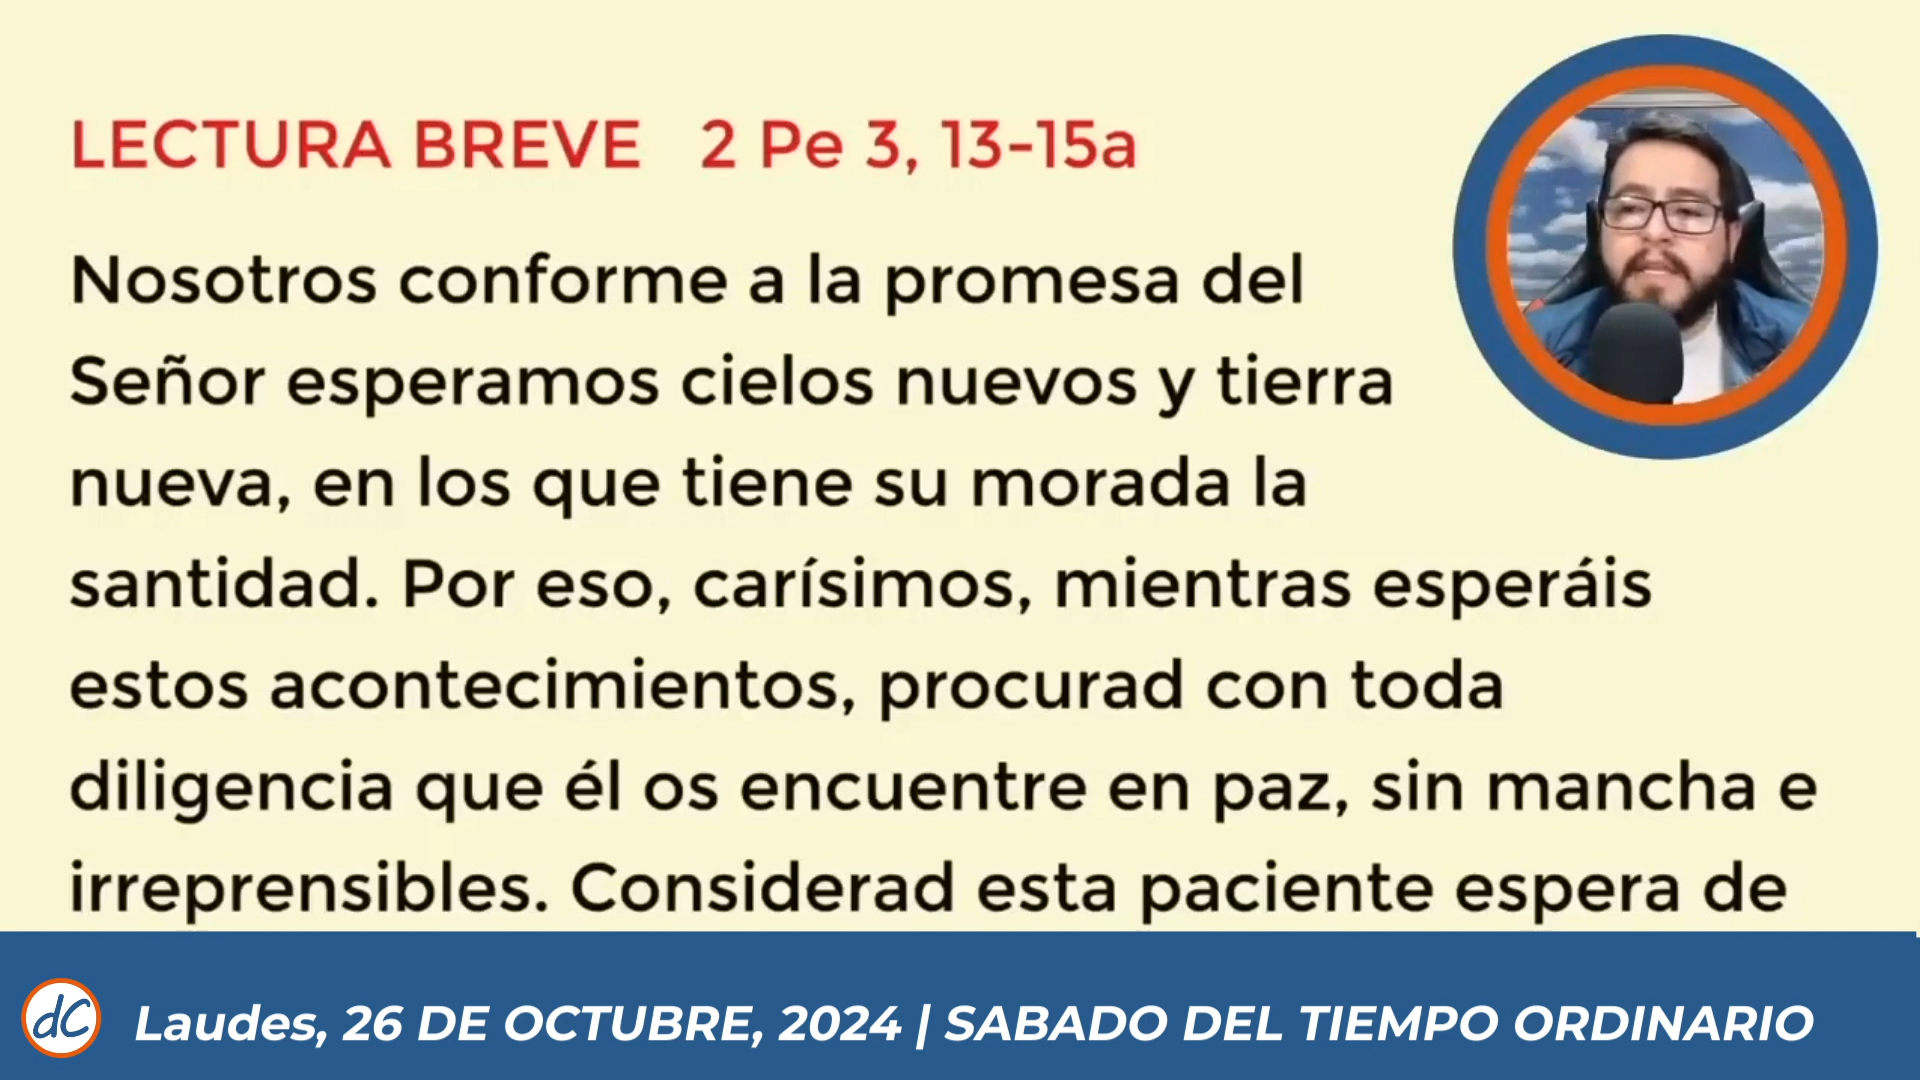 LECTURA BREVE 2 Pe 3, 13-15a
Nosotros conforme a la promesa del
Señor esperamos cielos nuevos y tierra
nueva, en los que tiene su morada la
santidad. Por eso, carísimos, mientras esperáis
estos acontecimientos, procurad con toda
diligencia que él os encuentre en paz, sin mancha e
irreprensibles. Considerad esta paciente espera de
dC
Laudes, 26 DE OCTUBRE, 2024 | SABADO DEL TIEMPO ORDINARIO